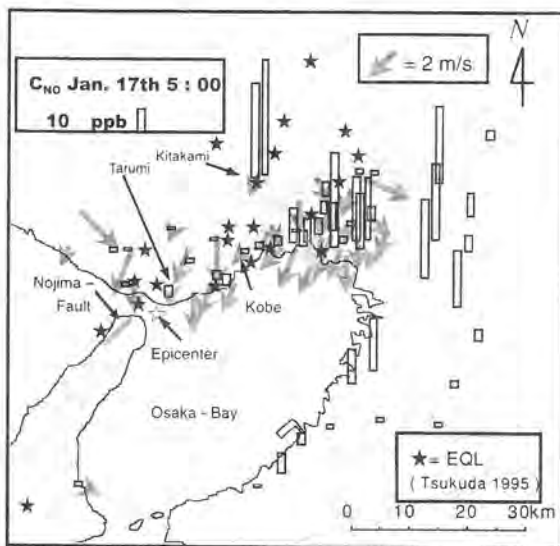 N
C_NO Jan. 17th 5 : 00
10 ppb
= 2 m/s
Kitakami
Tarumi
Nojima
Fault
Kobe
Epicenter
Osaka - Bay
★= EQL
( Tsukuda 1995 )
0 10 20 30km